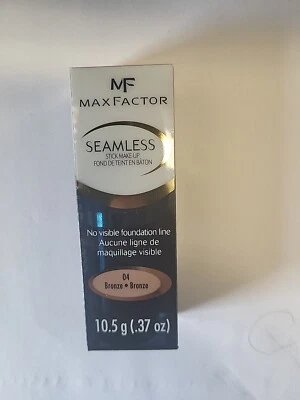 MF
MAXFACTOR
SEAMLESS
STICK MAKE-UP
FOND DE TEINT EN BÂTON
No visible foundation line
Aucune ligne de
maquillage visible
04
Bronze • Bronze
10.5 g (.37 oz)